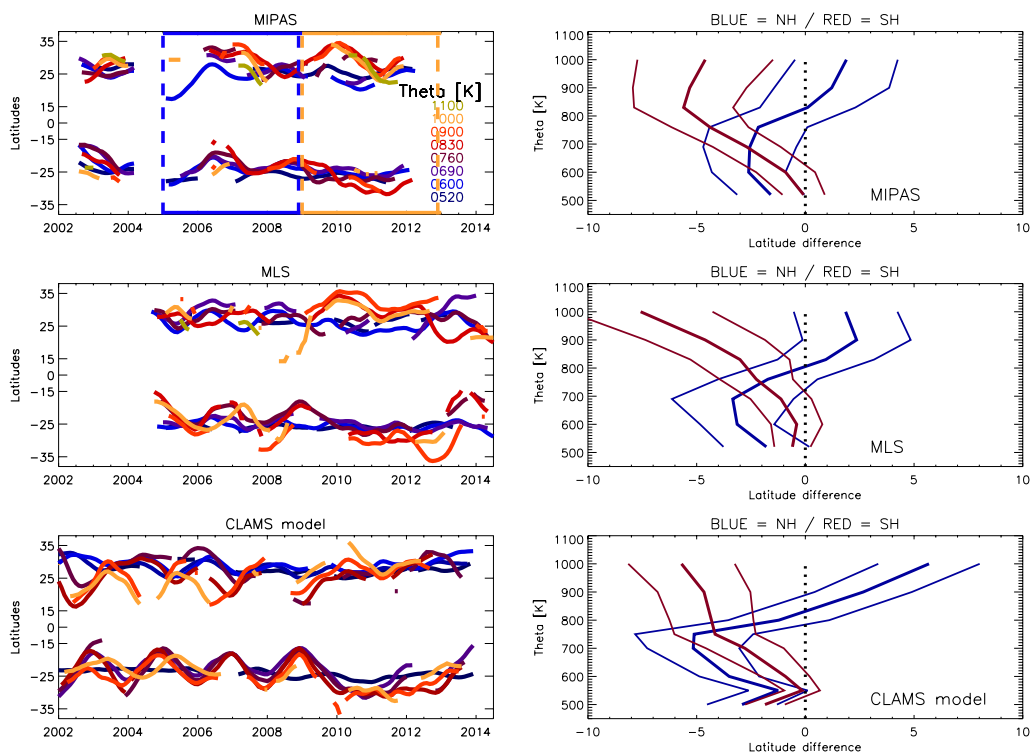 MIPAS
35
25
15
0
-15
-25
-35
Latitudes
2002 2004 2006 2008 2010 2012 2014
Theta [K]
1100
1000
0900
0830
0760
0690
0600
0520
BLUE = NH / RED = SH
1100
1000
900
800
700
600
500
Theta [K]
MIPAS
-10 -5 0 5 10
Latitude difference
MLS
35
25
15
0
-15
-25
-35
Latitudes
2002 2004 2006 2008 2010 2012 2014
BLUE = NH / RED = SH
1100
1000
900
800
700
600
500
Theta [K]
MLS
-10 -5 0 5 10
Latitude difference
CLAMS model
35
25
15
0
-15
-25
-35
Latitudes
2002 2004 2006 2008 2010 2012 2014
BLUE = NH / RED = SH
1100
1000
900
800
700
600
500
Theta [K]
CLAMS model
-10 -5 0 5 10
Latitude difference